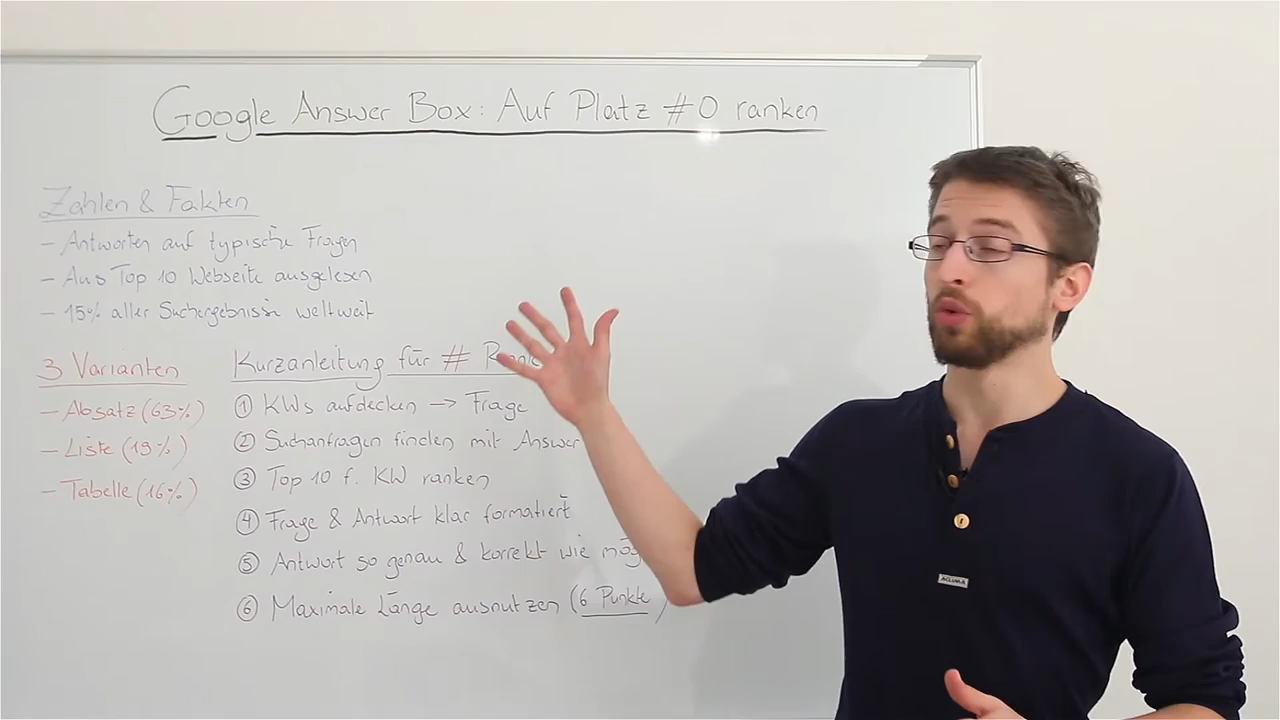 Google Answer Box: Auf Platz #0 ranken
Zahlen & Fakten
- Antworten auf typische Fragen
- Aus Top 10 Webseite ausgelesen
- 15% aller Suchergebnisse weltweit
3 Varianten
- Absatz (63%)
- Liste (19%)
- Tabelle (16%)
Kurzanleitung für #
① KWs aufdecken → Frage
② Suchanfragen finden mit Answer
③ Top 10 f. KW ranken
④ Frage & Antwort klar formatiert
⑤ Antwort so genau & korrekt wie mög
⑥ Maximale Länge ausnutzen (6 Punkte)
ACLIMA